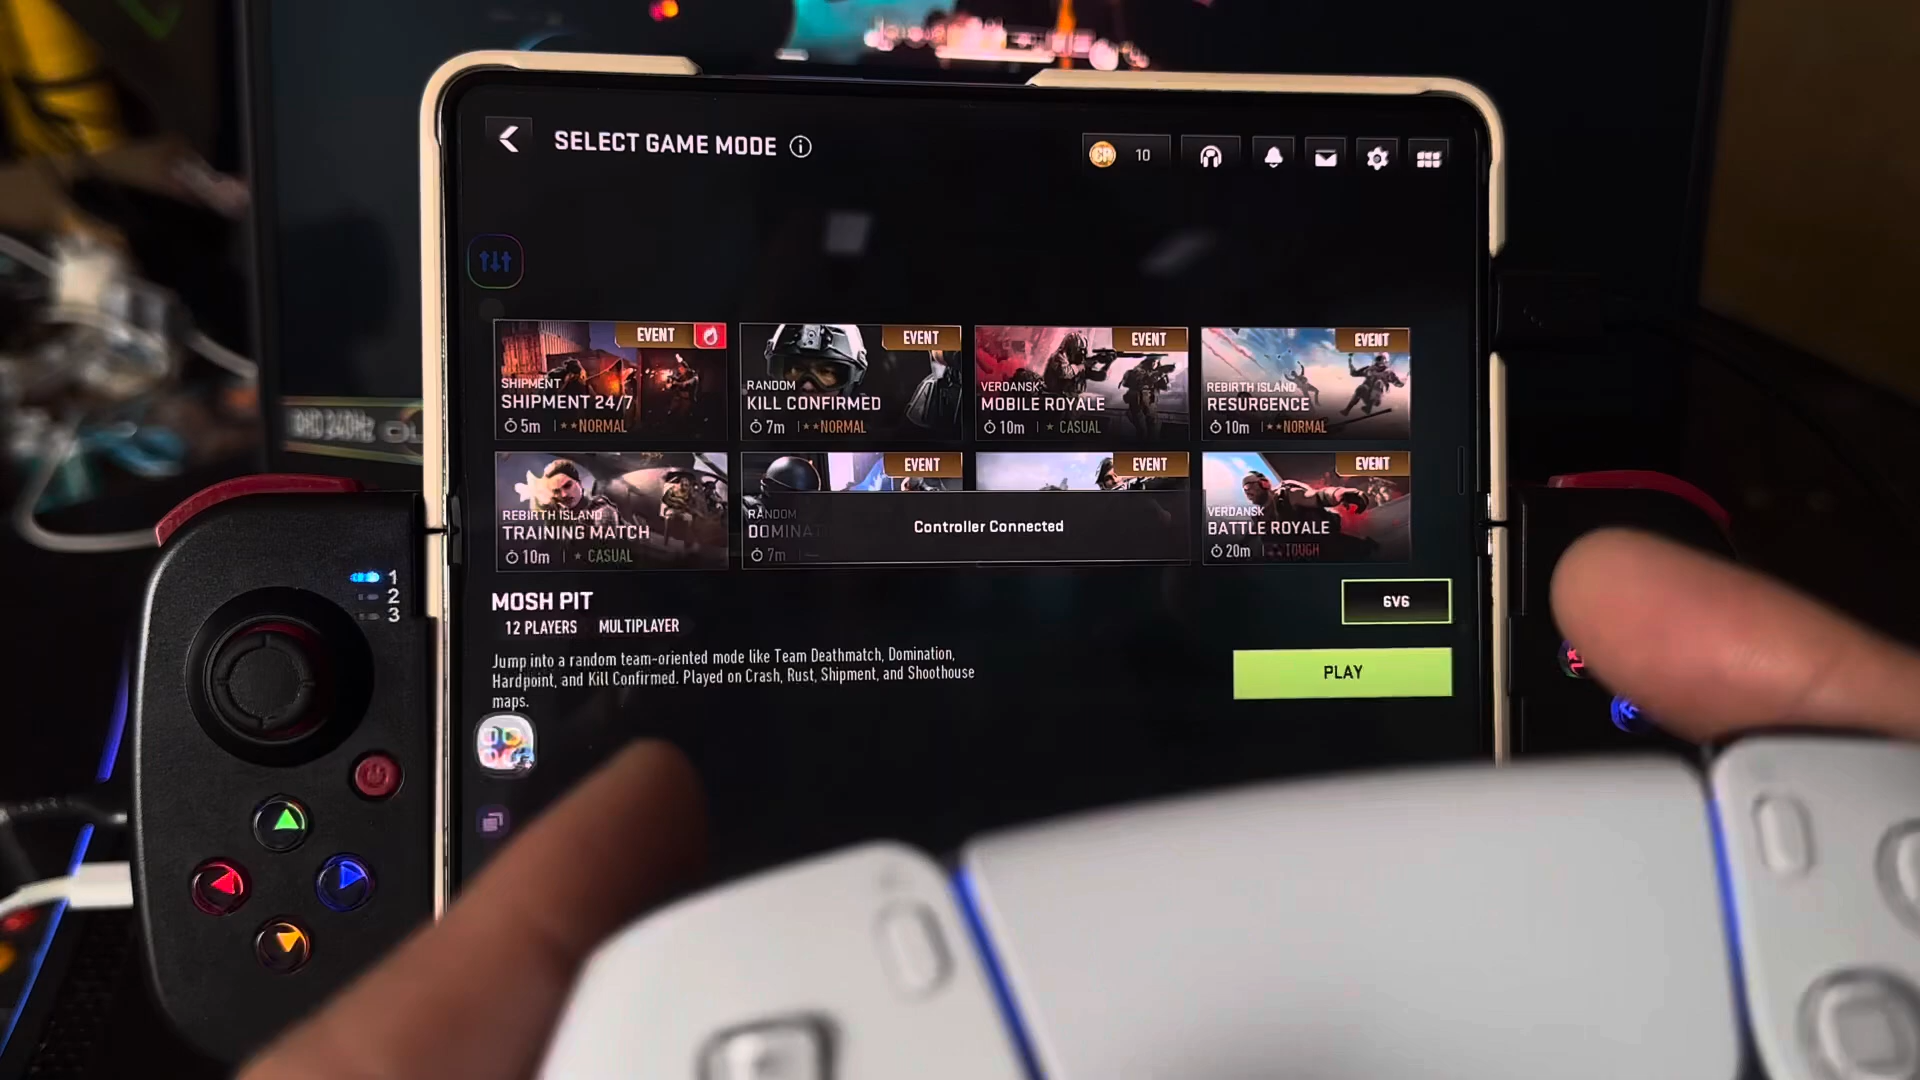 SELECT GAME MODE
10
EVENT
SHIPMENT
SHIPMENT 24/7
5m
NORMAL
EVENT
RANDOM
KILL CONFIRMED
7m
NORMAL
EVENT
VERDANSK
MOBILE ROYALE
10m
CASUAL
EVENT
REBIRTH ISLAND
RESURGENCE
10m
NORMAL
REBIRTH ISLAND
TRAINING MATCH
10m
CASUAL
EVENT
RANDOM
DOMINA
7m
EVENT
Controller Connected
EVENT
VERDANSK
BATTLE ROYALE
20m
TOUGH
MOSH PIT
12 PLAYERS MULTIPLAYER
Jump into a random team-oriented mode like Team Deathmatch, Domination,
Hardpoint, and Kill Confirmed. Played on Crash, Rust, Shipment, and Shoothouse
maps.
6V6
PLAY
1
2
3